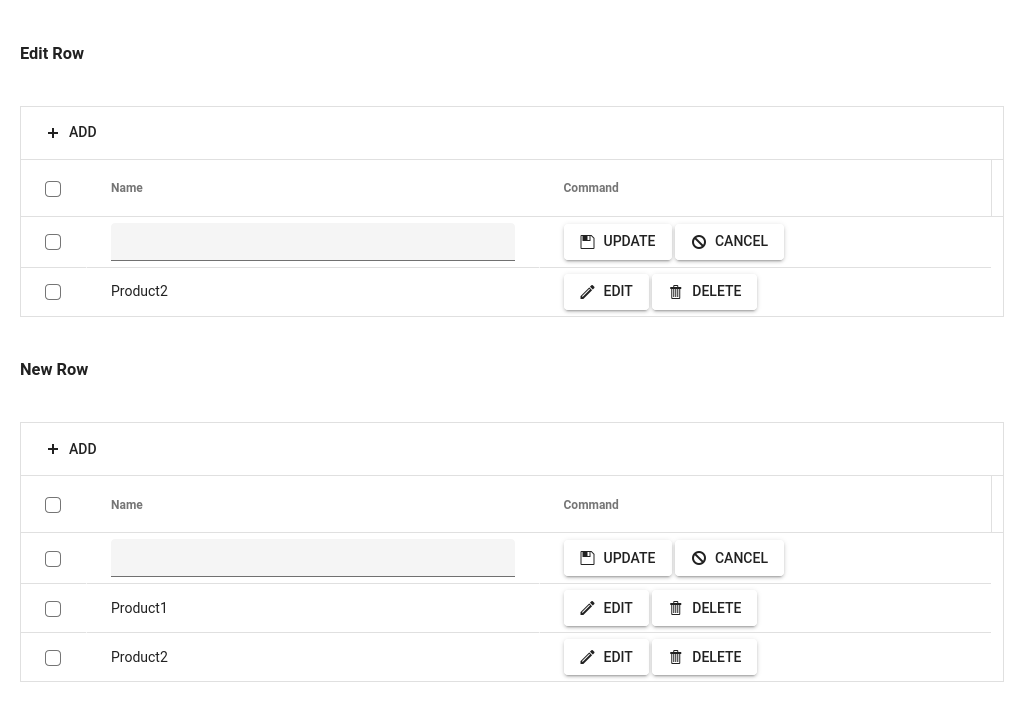 Edit Row
ADD
Name Command
UPDATE CANCEL
Product2 EDIT DELETE
New Row
ADD
Name Command
UPDATE CANCEL
Product1 EDIT DELETE
Product2 EDIT DELETE